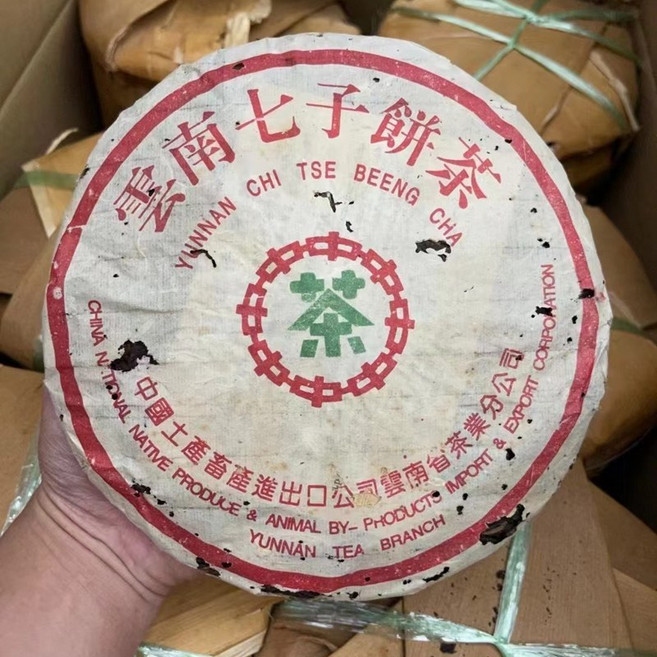 雲南七子餅茶
YUNNAN CHI TSE BEENG CHA
茶
中國土產畜產進出口公司雲南省茶業分公司
CHINA NATIONAL NATIVE PRODUCE & ANIMAL BY-PRODUCTS IMPORT & EXPORT CORPORATION
YUNNAN TEA BRANCH